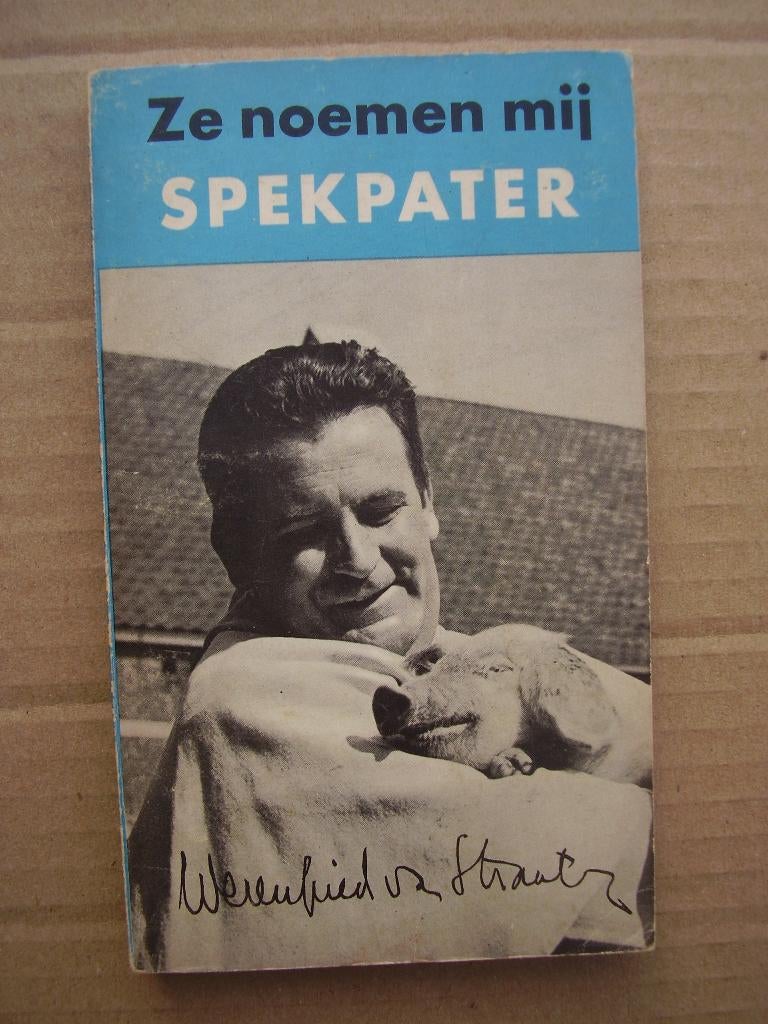 Ze noemen mij
SPEKPATER
Werenfried van Straaten